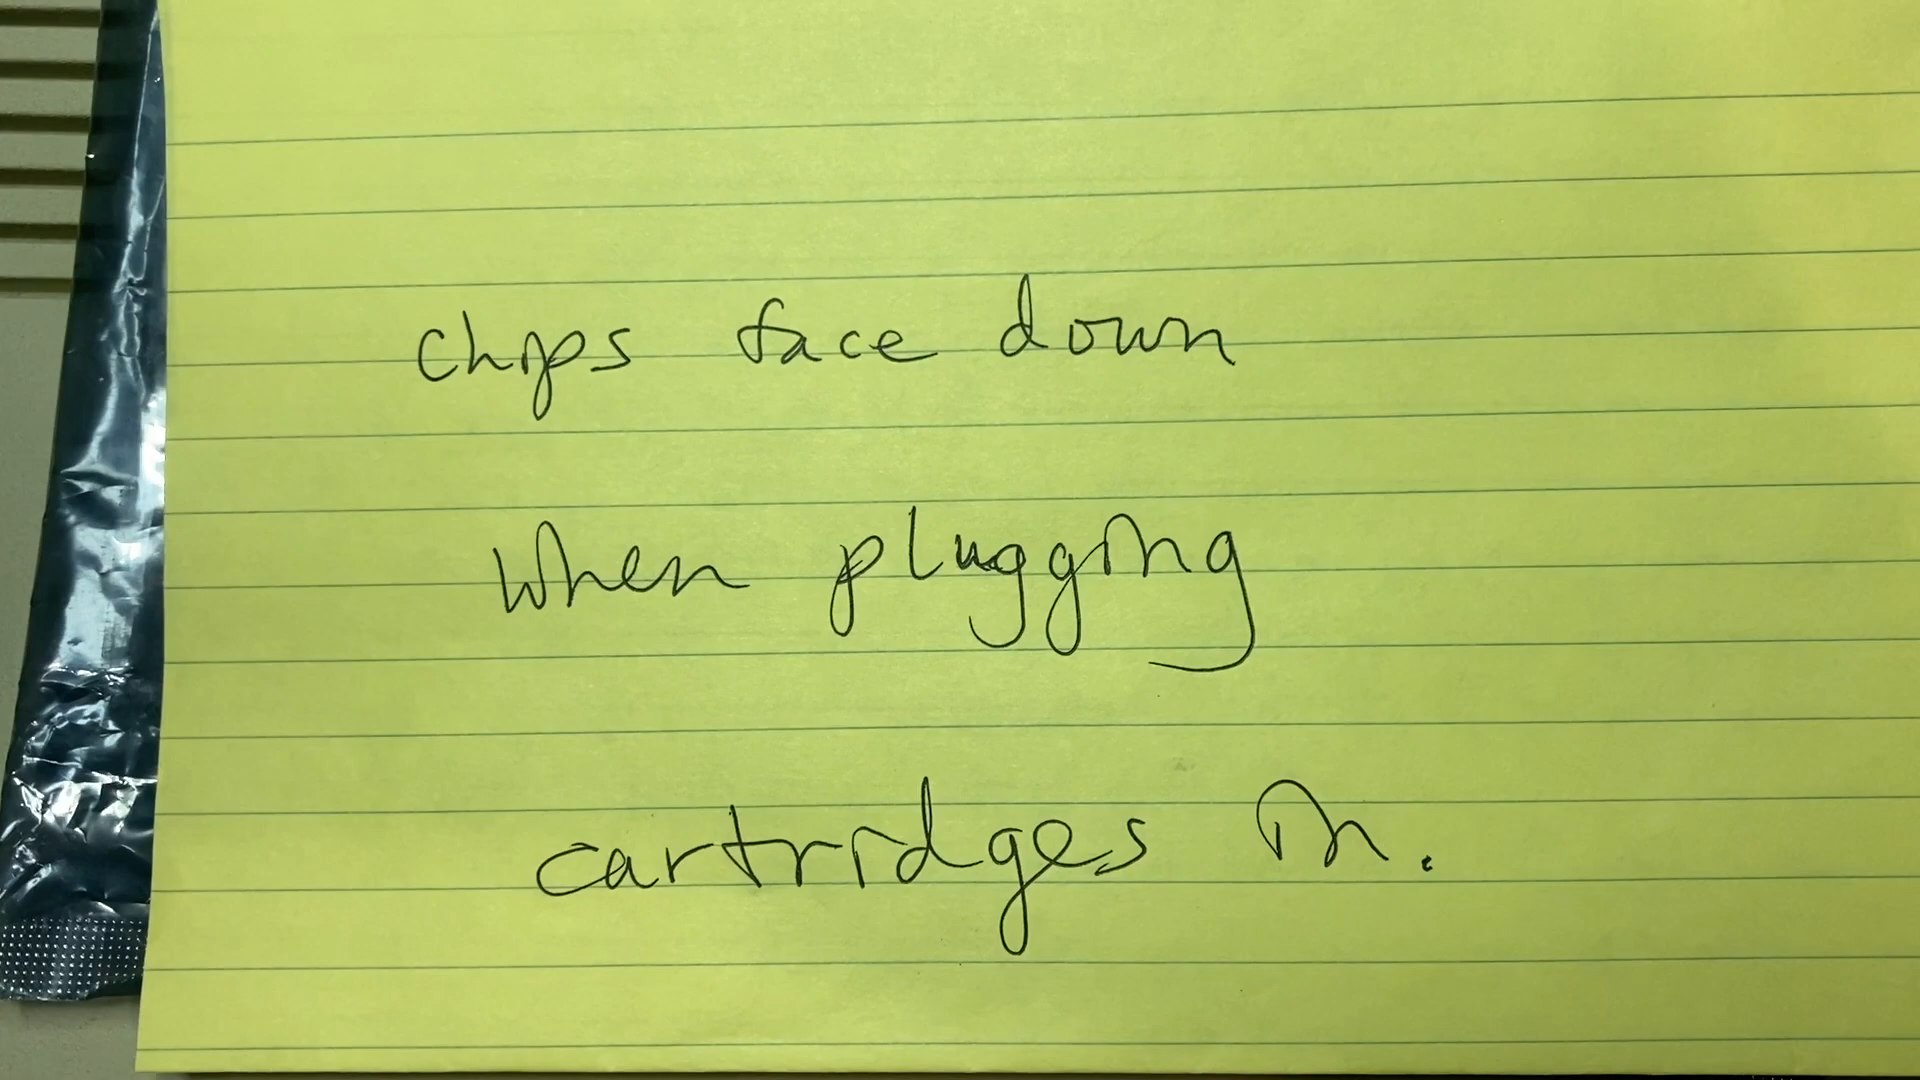 chips face down
when plugging
cartridges in.